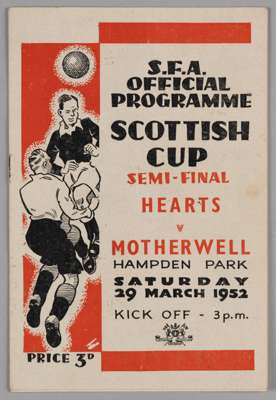 S.F.A.
OFFICIAL
PROGRAMME
SCOTTISH
CUP
SEMI-FINAL
HEARTS
v
MOTHERWELL
HAMPDEN PARK
SATURDAY
29 MARCH 1952
KICK OFF - 3 p.m.
PRICE 3D